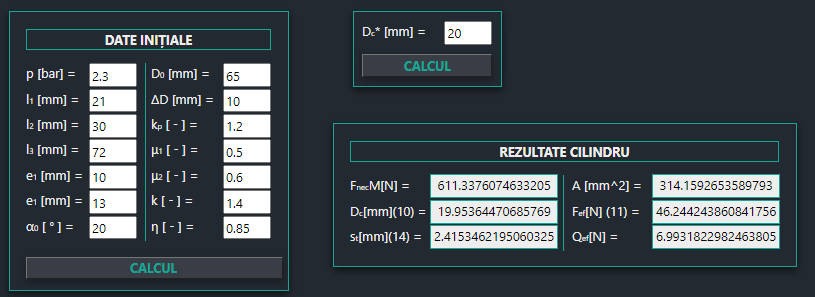 DATE INIȚIALE
p [bar] = 2.3 D₀ [mm] = 65
l₁ [mm] = 21 ΔD [mm] = 10
l₂ [mm] = 30 kₚ [ - ] = 1.2
l₃ [mm] = 72 μ₁ [ - ] = 0.5
e₁ [mm] = 10 μ₂ [ - ] = 0.6
e₁ [mm] = 13 k [ - ] = 1.4
α₀ [ ° ] = 20 η [ - ] = 0.85
CALCUL
D꜀* [mm] = 20
CALCUL
REZULTATE CILINDRU
FnecM[N] = 611.3376074633205 A [mm^2] = 314.1592653589793
D꜀[mm](10) = 19.95364470685769 Fef[N] (11) = 46.244243860841756
sₜ[mm](14) = 2.4153462195060325 Qef[N] = 6.9931822982463805